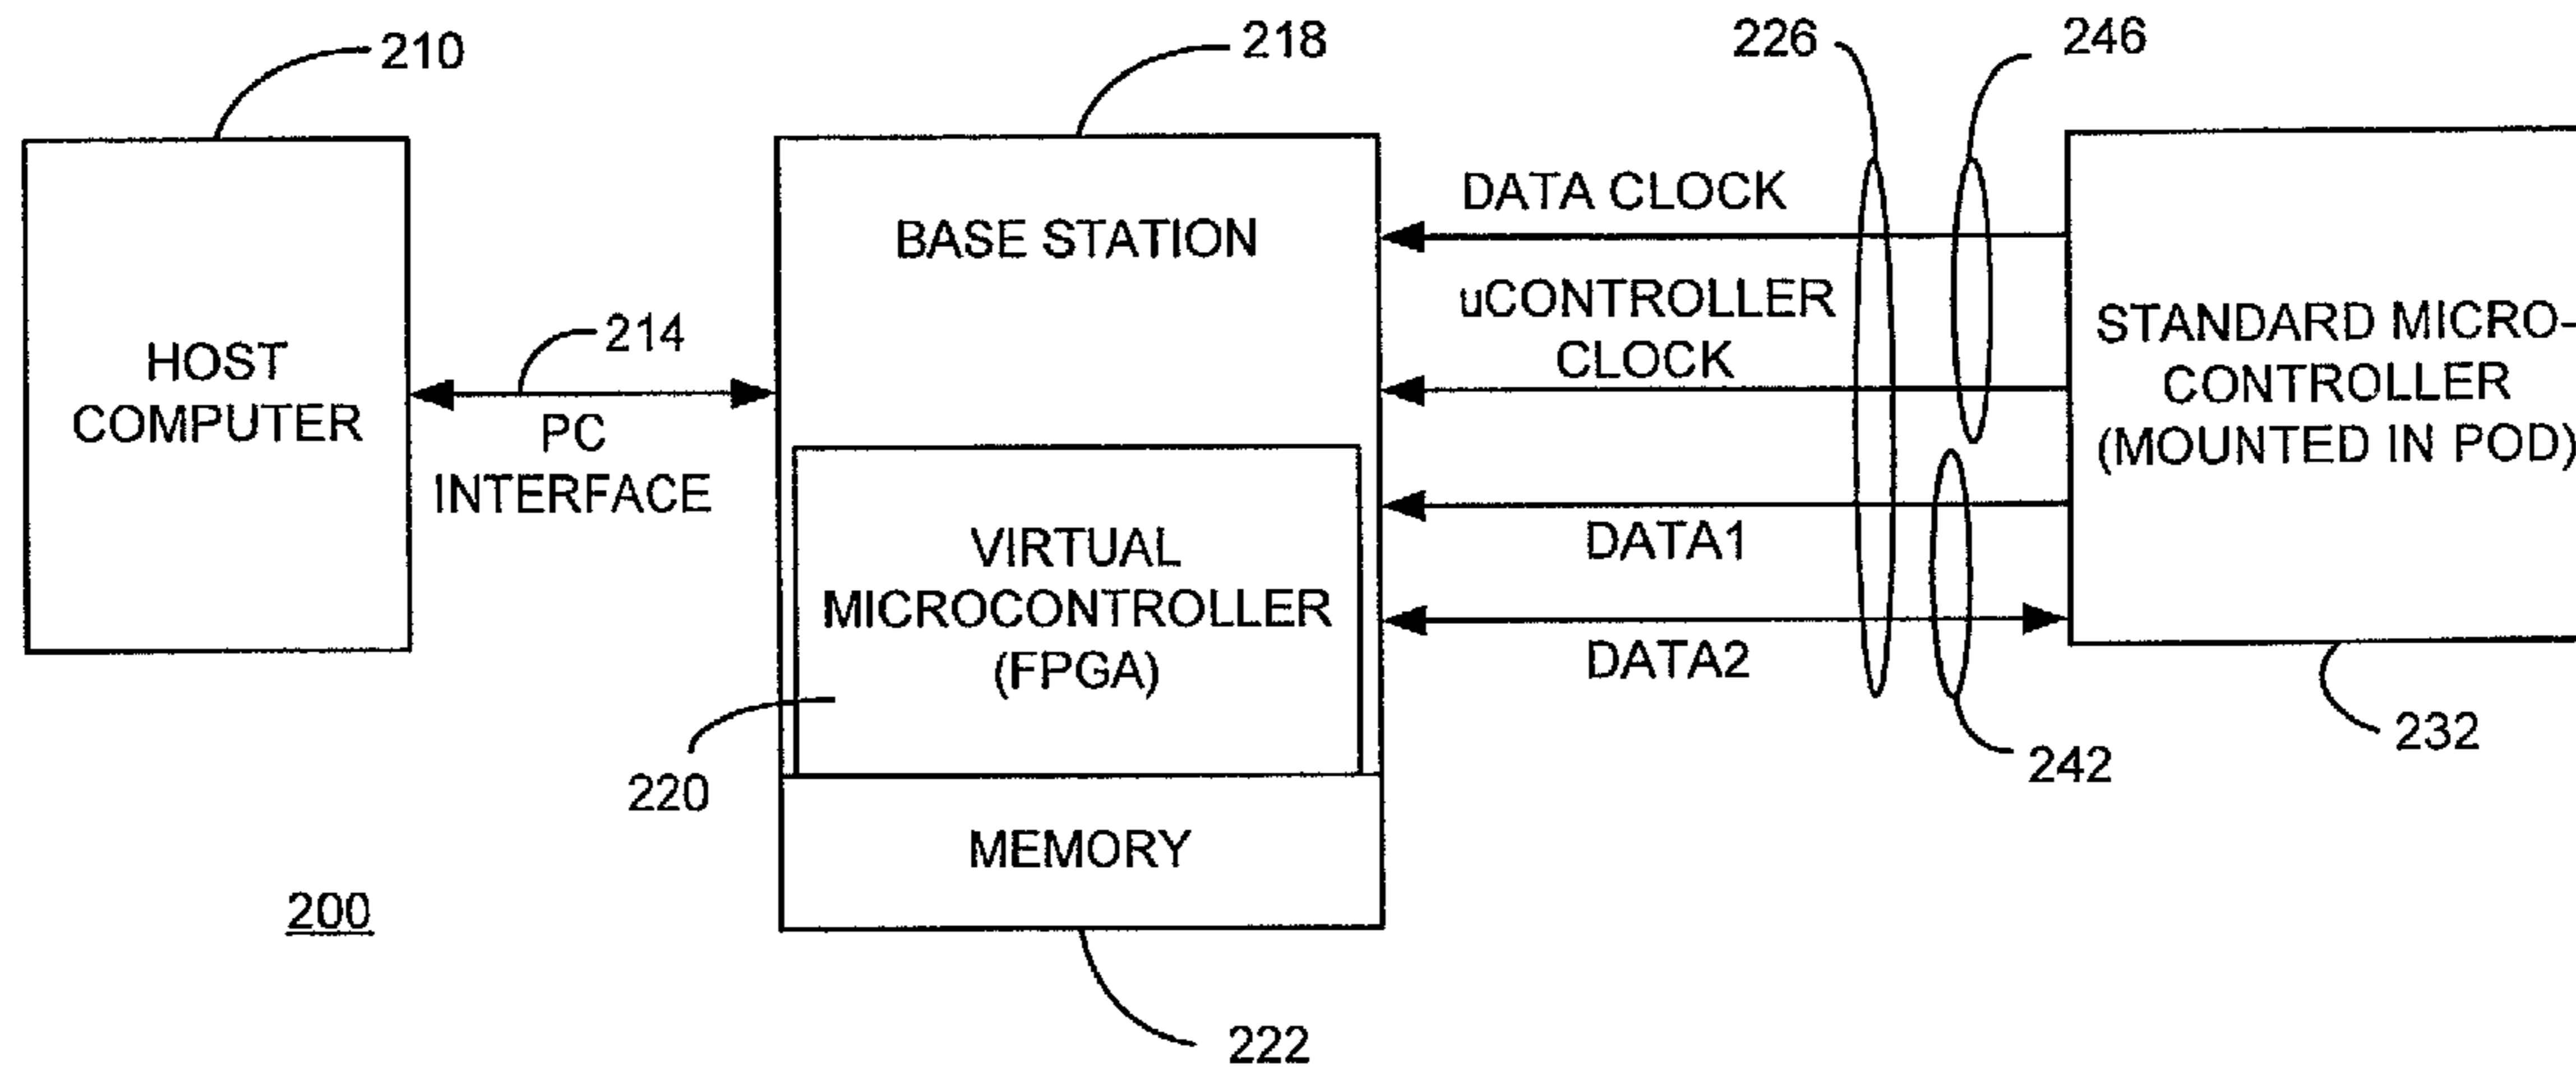 210
218
226
246
DATA CLOCK
BASE STATION
uCONTROLLER
CLOCK
STANDARD MICRO-
CONTROLLER
(MOUNTED IN POD)
214
HOST
COMPUTER
PC
INTERFACE
VIRTUAL
MICROCONTROLLER
(FPGA)
DATA1
DATA2
220
242
232
MEMORY
200
222